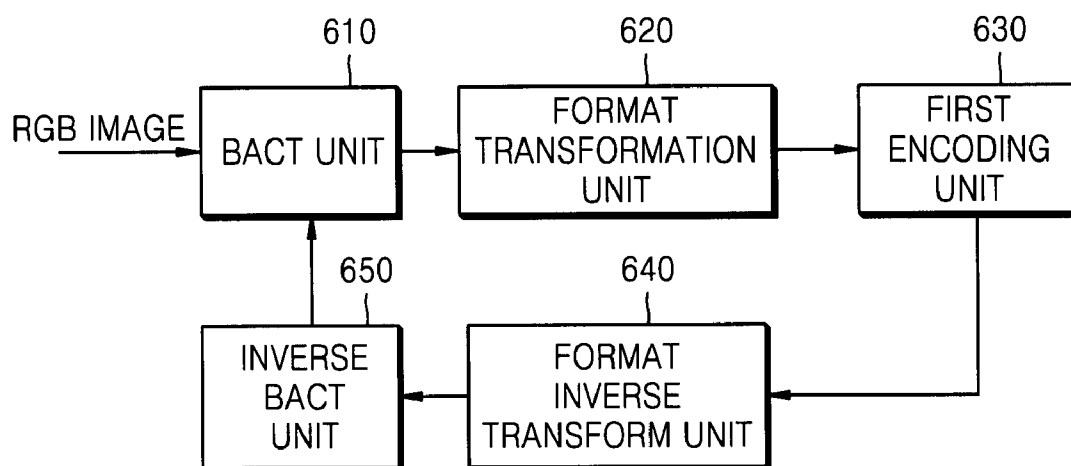 610
620
630
RGB IMAGE
BACT UNIT
FORMAT
TRANSFORMATION
UNIT
FIRST
ENCODING
UNIT
650
640
INVERSE
BACT
UNIT
FORMAT
INVERSE
TRANSFORM UNIT